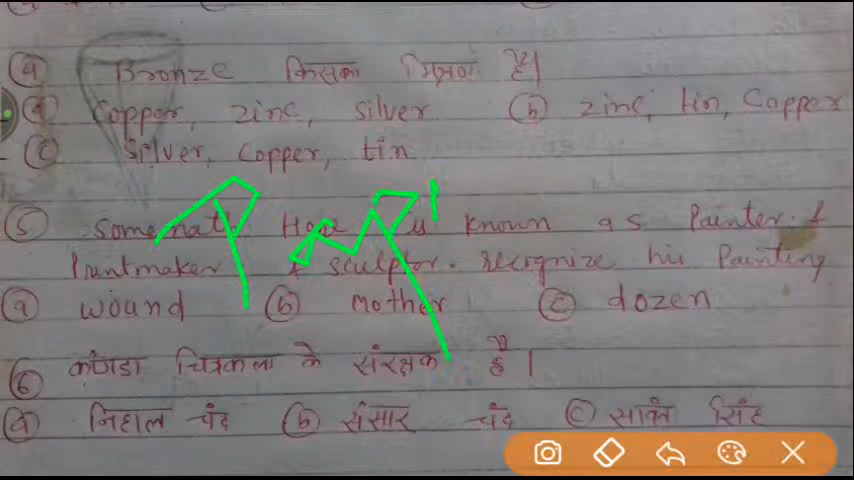 ④ Bronze किसका मिश्रण है।
ⓐ Copper, zinc, silver ⓑ zinc, tin, Copper
ⓒ Silver, copper, tin
⑤ Somenath Hore is known as Painter &
Prentmaker & sculptor. recognize his Painting
ⓐ wound ⓑ Mother ⓒ dozen
⑥ कांगडा चित्रकला के संरक्षक है।
ⓐ निहाल चंद ⓑ संसार चंद ⓒ सावंत सिंह